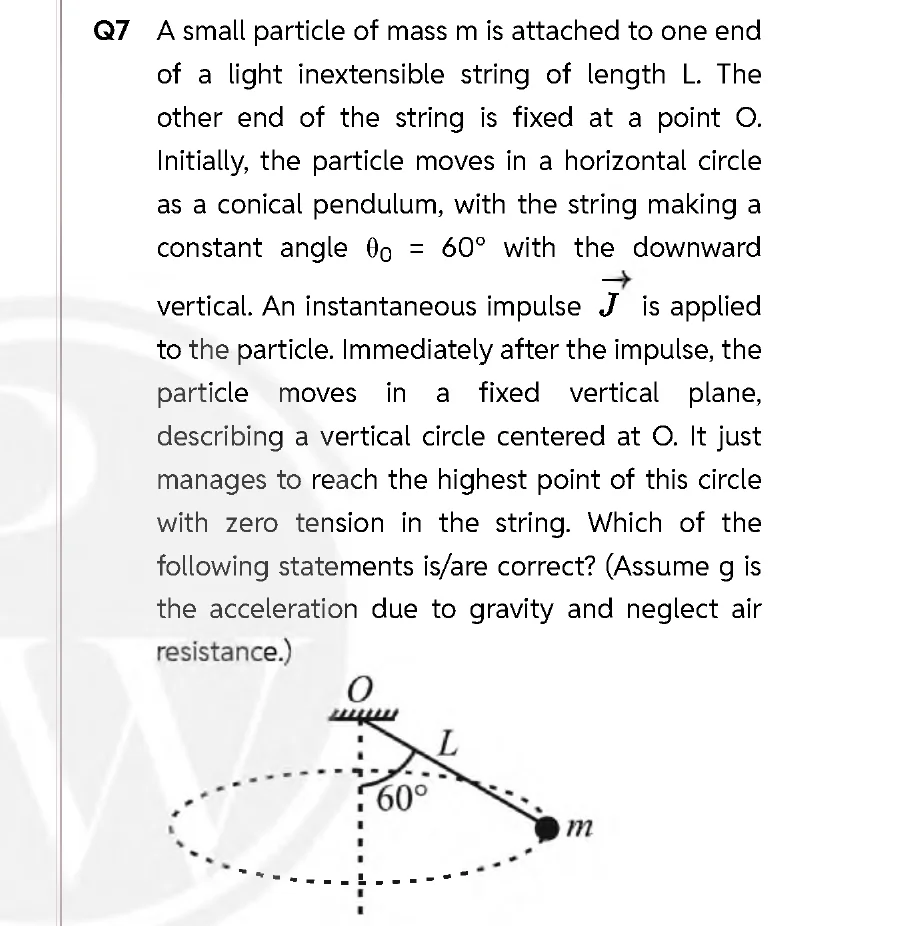 Q7 A small particle of mass m is attached to one end
of a light inextensible string of length L. The
other end of the string is fixed at a point O.
Initially, the particle moves in a horizontal circle
as a conical pendulum, with the string making a
constant angle θ₀ = 60° with the downward
vertical. An instantaneous impulse \(\vec{J}\) is applied
to the particle. Immediately after the impulse, the
particle moves in a fixed vertical plane,
describing a vertical circle centered at O. It just
manages to reach the highest point of this circle
with zero tension in the string. Which of the
following statements is/are correct? (Assume g is
the acceleration due to gravity and neglect air
resistance.)
O
L
60°
m